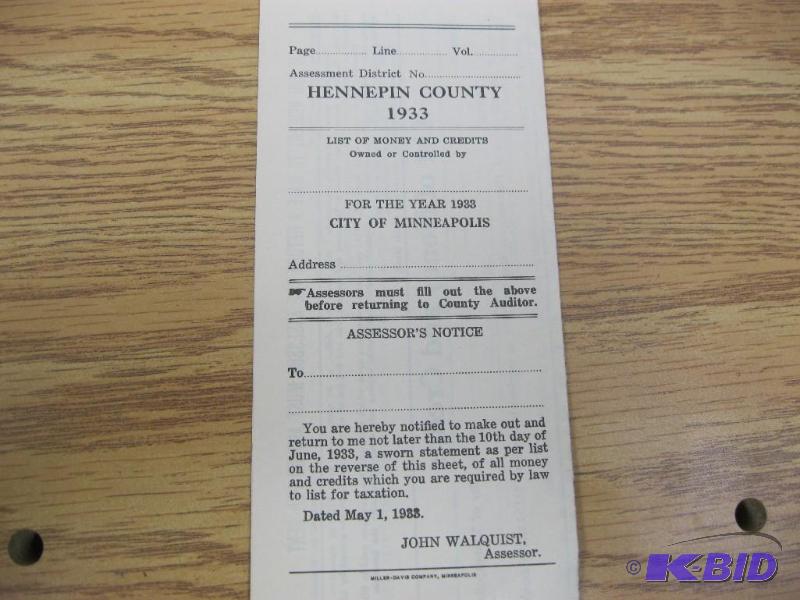 Page................ Line................ Vol. ................
Assessment District No................................
HENNEPIN COUNTY
1933
LIST OF MONEY AND CREDITS
Owned or Controlled by
................................................................
FOR THE YEAR 1933
CITY OF MINNEAPOLIS
Address ................................................................
☛Assessors must fill out the above
before returning to County Auditor.
ASSESSOR'S NOTICE
To................................................................
................................................................
You are hereby notified to make out and
return to me not later than the 10th day of
June, 1933, a sworn statement as per list
on the reverse of this sheet, of all money
and credits which you are required by law
to list for taxation.
Dated May 1, 1933.
JOHN WALQUIST,
Assessor.
MILLER-DAVIS COMPANY, MINNEAPOLIS
© K-BID